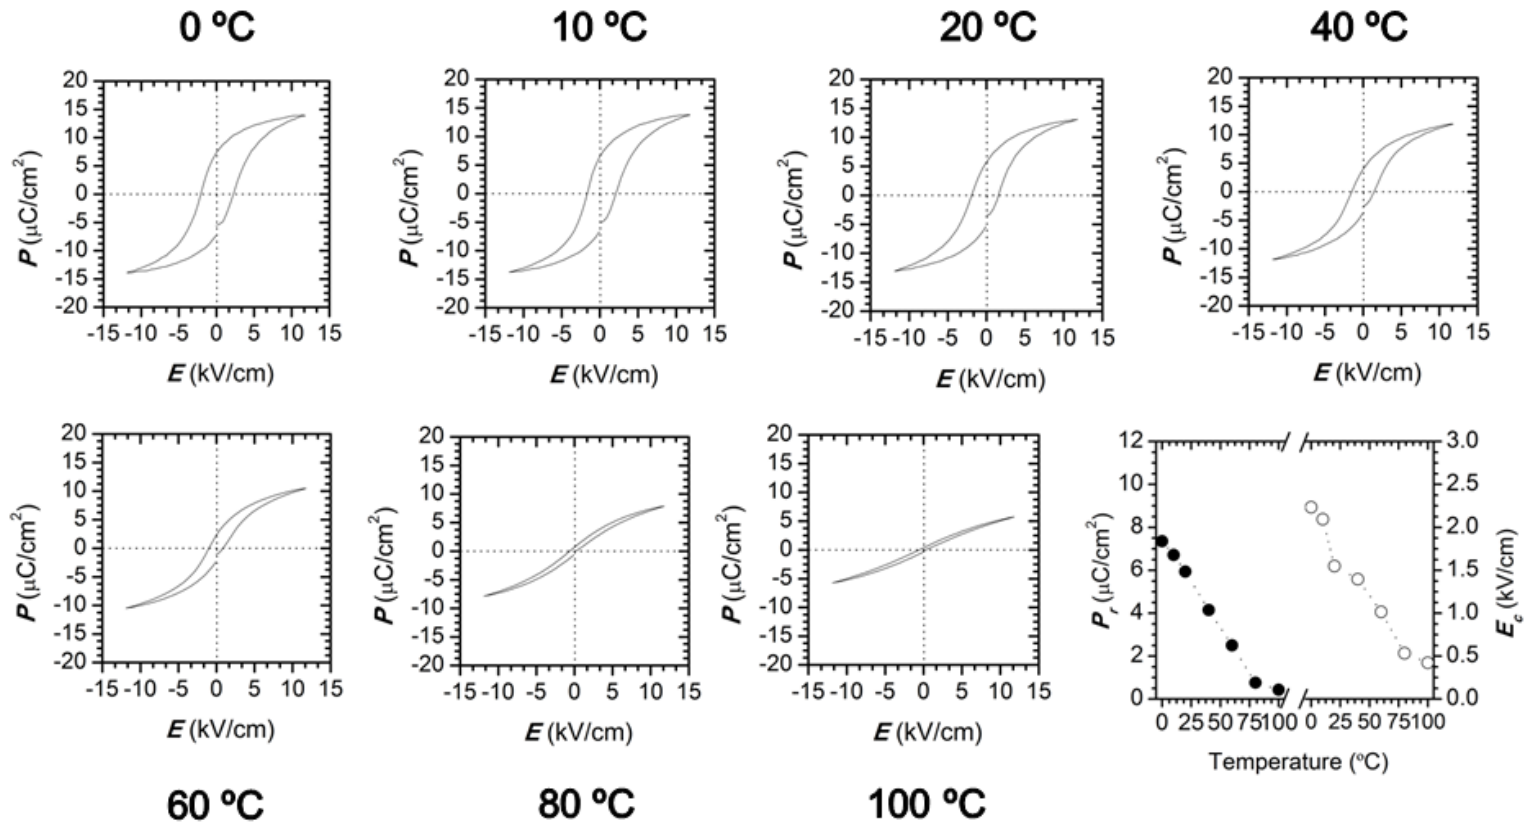 0 ºC 10 ºC 20 ºC 40 ºC
20 15 10 5 0 -5 -10 -15 -20
P (μC/cm²)
-15 -10 -5 0 5 10 15
E (kV/cm)
20 15 10 5 0 -5 -10 -15 -20
P (μC/cm²)
-15 -10 -5 0 5 10 15
E (kV/cm)
20 15 10 5 0 -5 -10 -15 -20
P (μC/cm²)
-15 -10 -5 0 5 10 15
E (kV/cm)
20 15 10 5 0 -5 -10 -15 -20
P (μC/cm²)
-15 -10 -5 0 5 10 15
E (kV/cm)
20 15 10 5 0 -5 -10 -15 -20
P (μC/cm²)
-15 -10 -5 0 5 10 15
E (kV/cm)
20 15 10 5 0 -5 -10 -15 -20
P (μC/cm²)
-15 -10 -5 0 5 10 15
E (kV/cm)
20 15 10 5 0 -5 -10 -15 -20
P (μC/cm²)
-15 -10 -5 0 5 10 15
E (kV/cm)
12 10 8 6 4 2 0
Pr (μC/cm²)
3.0 2.5 2.0 1.5 1.0 0.5 0.0
Ec (kV/cm)
0 25 50 75 100 0 25 50 75 100
Temperature (ºC)
60 ºC 80 ºC 100 ºC